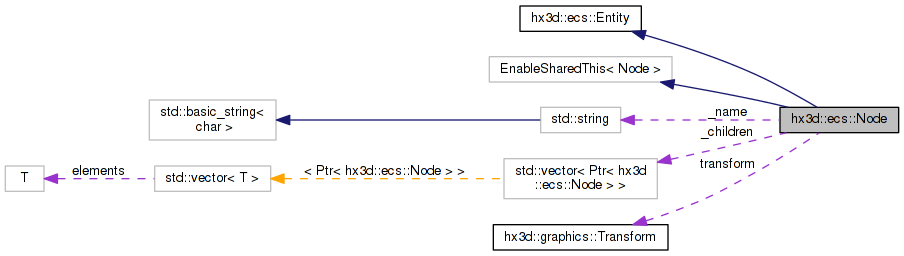 hx3d::ecs::Entity
EnableSharedThis< Node >
std::basic_string<
char >
std::string
_name
hx3d::ecs::Node
_children
transform
T
elements
std::vector< T >
< Ptr< hx3d::ecs::Node > >
std::vector< Ptr< hx3d
::ecs::Node > >
hx3d::graphics::Transform